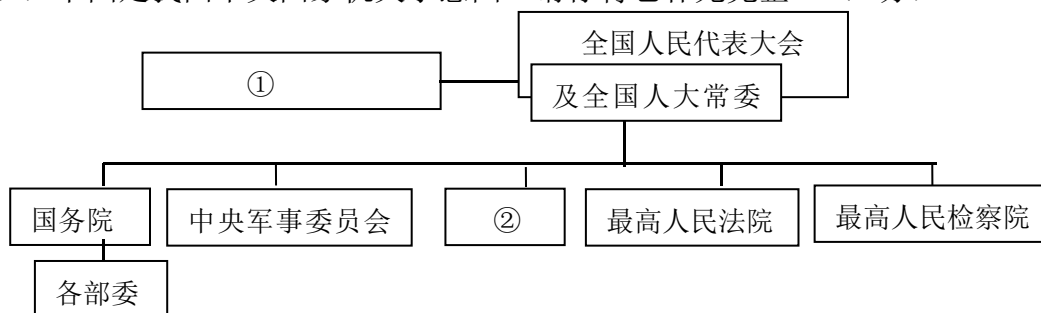 全国人民代表大会
①
及全国人大常委
国务院
中央军事委员会
②
最高人民法院
最高人民检察院
各部委